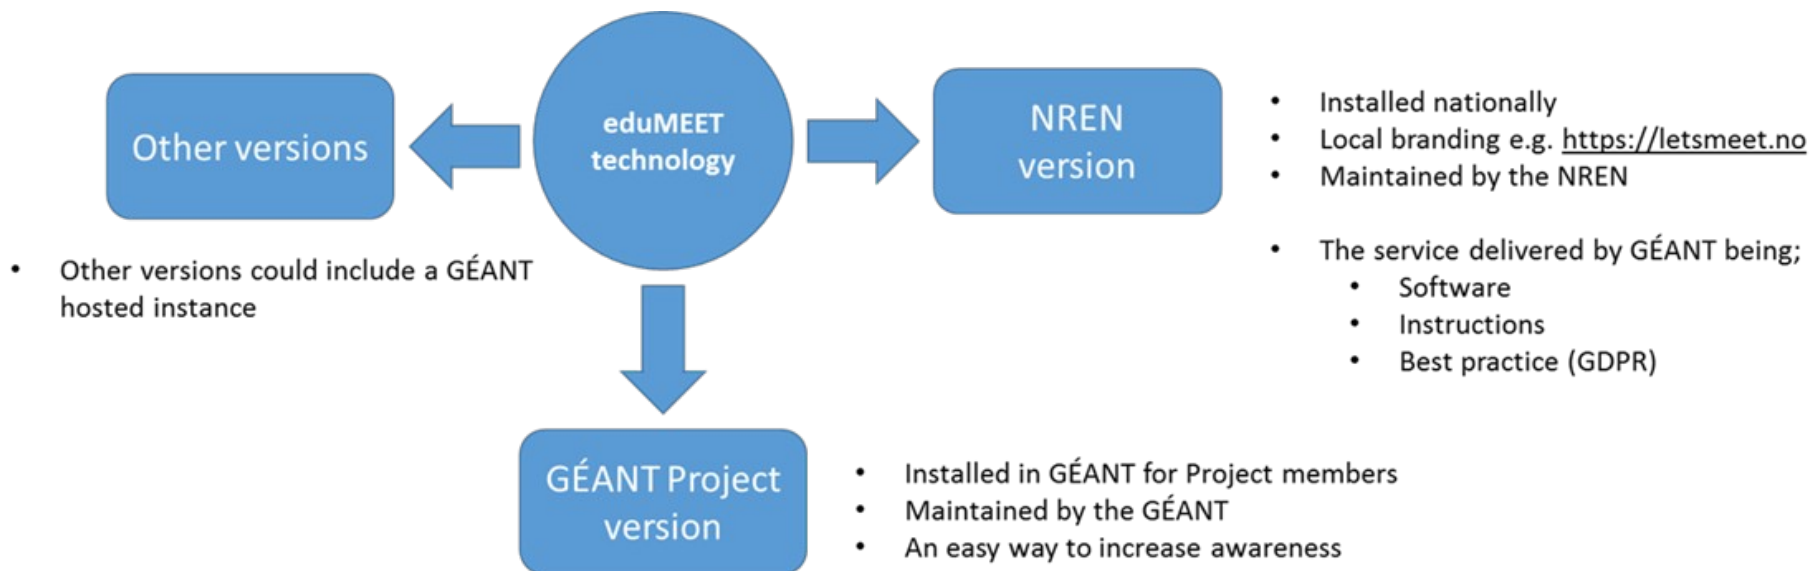 Other versions
• Other versions could include a GÉANT
hosted instance
eduMEET
technology
NREN
version
• Installed nationally
• Local branding e.g. https://letsmeet.no
• Maintained by the NREN
• The service delivered by GÉANT being;
• Software
• Instructions
• Best practice (GDPR)
GÉANT Project
version
• Installed in GÉANT for Project members
• Maintained by the GÉANT
• An easy way to increase awareness